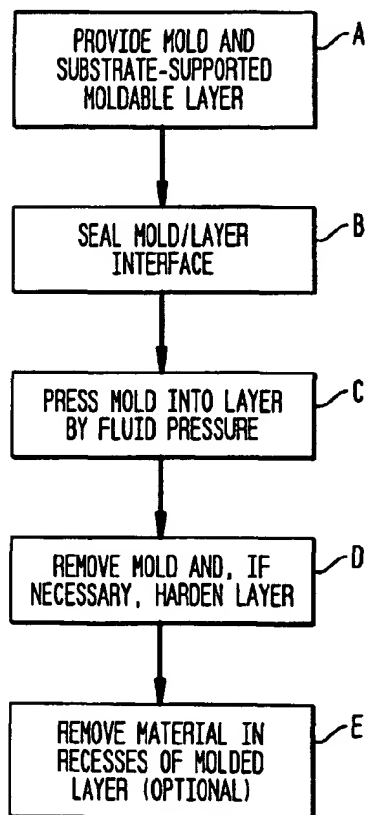 PROVIDE MOLD AND
SUBSTRATE-SUPPORTED
MOLDABLE LAYER
A
SEAL MOLD/LAYER
INTERFACE
B
PRESS MOLD INTO LAYER
BY FLUID PRESSURE
C
REMOVE MOLD AND, IF
NECESSARY, HARDEN LAYER
D
REMOVE MATERIAL IN
RECESSES OF MOLDED
LAYER (OPTIONAL)
E